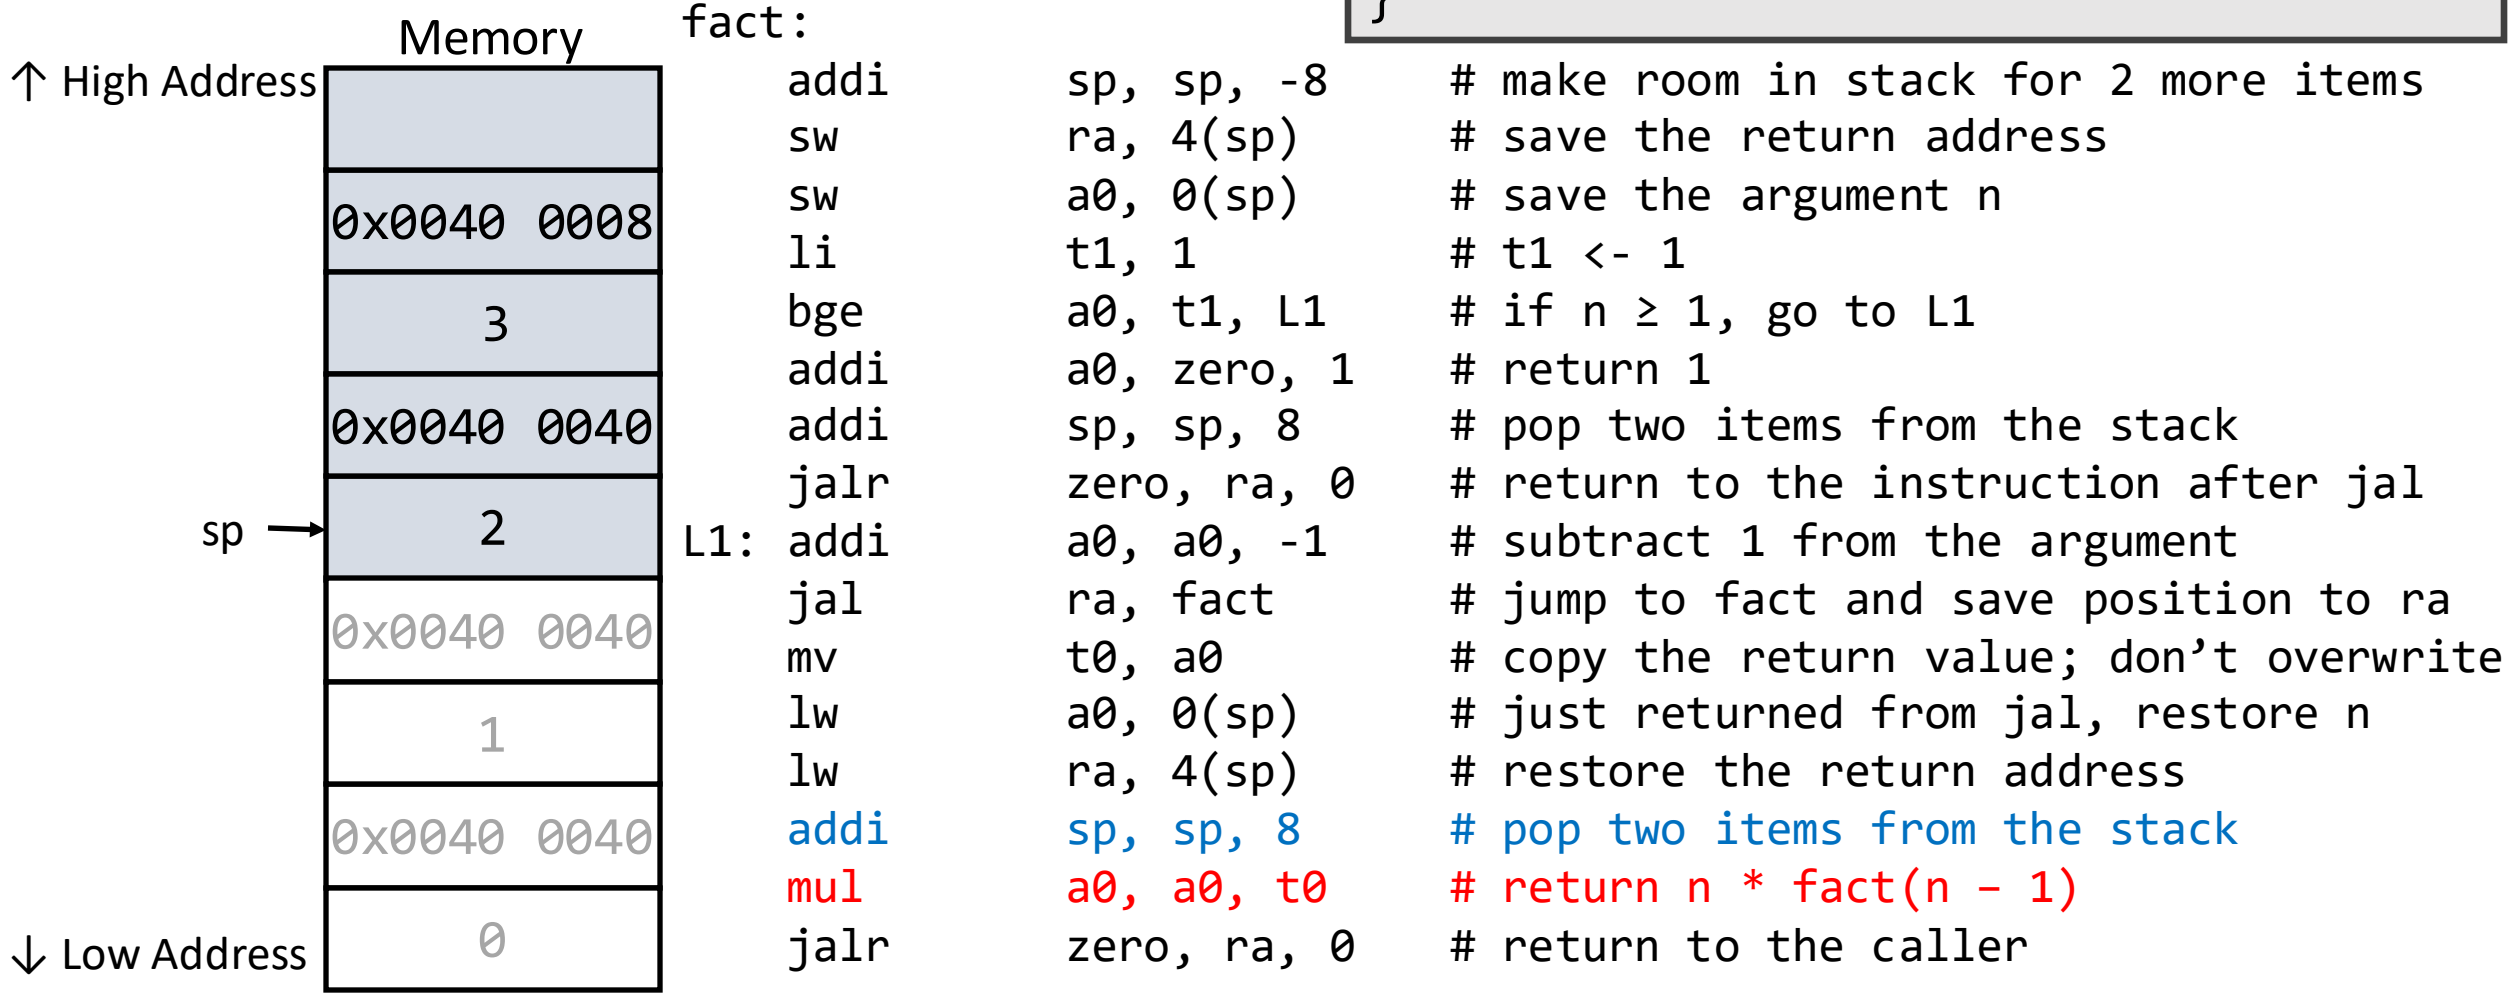 }
Memory
↑ High Address
0x0040 0008
3
0x0040 0040
sp
2
0x0040 0040
1
0x0040 0040
0
↓ Low Address
fact:
addi sp, sp, -8 # make room in stack for 2 more items
sw ra, 4(sp) # save the return address
sw a0, 0(sp) # save the argument n
li t1, 1 # t1 <- 1
bge a0, t1, L1 # if n ≥ 1, go to L1
addi a0, zero, 1 # return 1
addi sp, sp, 8 # pop two items from the stack
jalr zero, ra, 0 # return to the instruction after jal
L1: addi a0, a0, -1 # subtract 1 from the argument
jal ra, fact # jump to fact and save position to ra
mv t0, a0 # copy the return value; don’t overwrite
lw a0, 0(sp) # just returned from jal, restore n
lw ra, 4(sp) # restore the return address
addi sp, sp, 8 # pop two items from the stack
mul a0, a0, t0 # return n * fact(n – 1)
jalr zero, ra, 0 # return to the caller